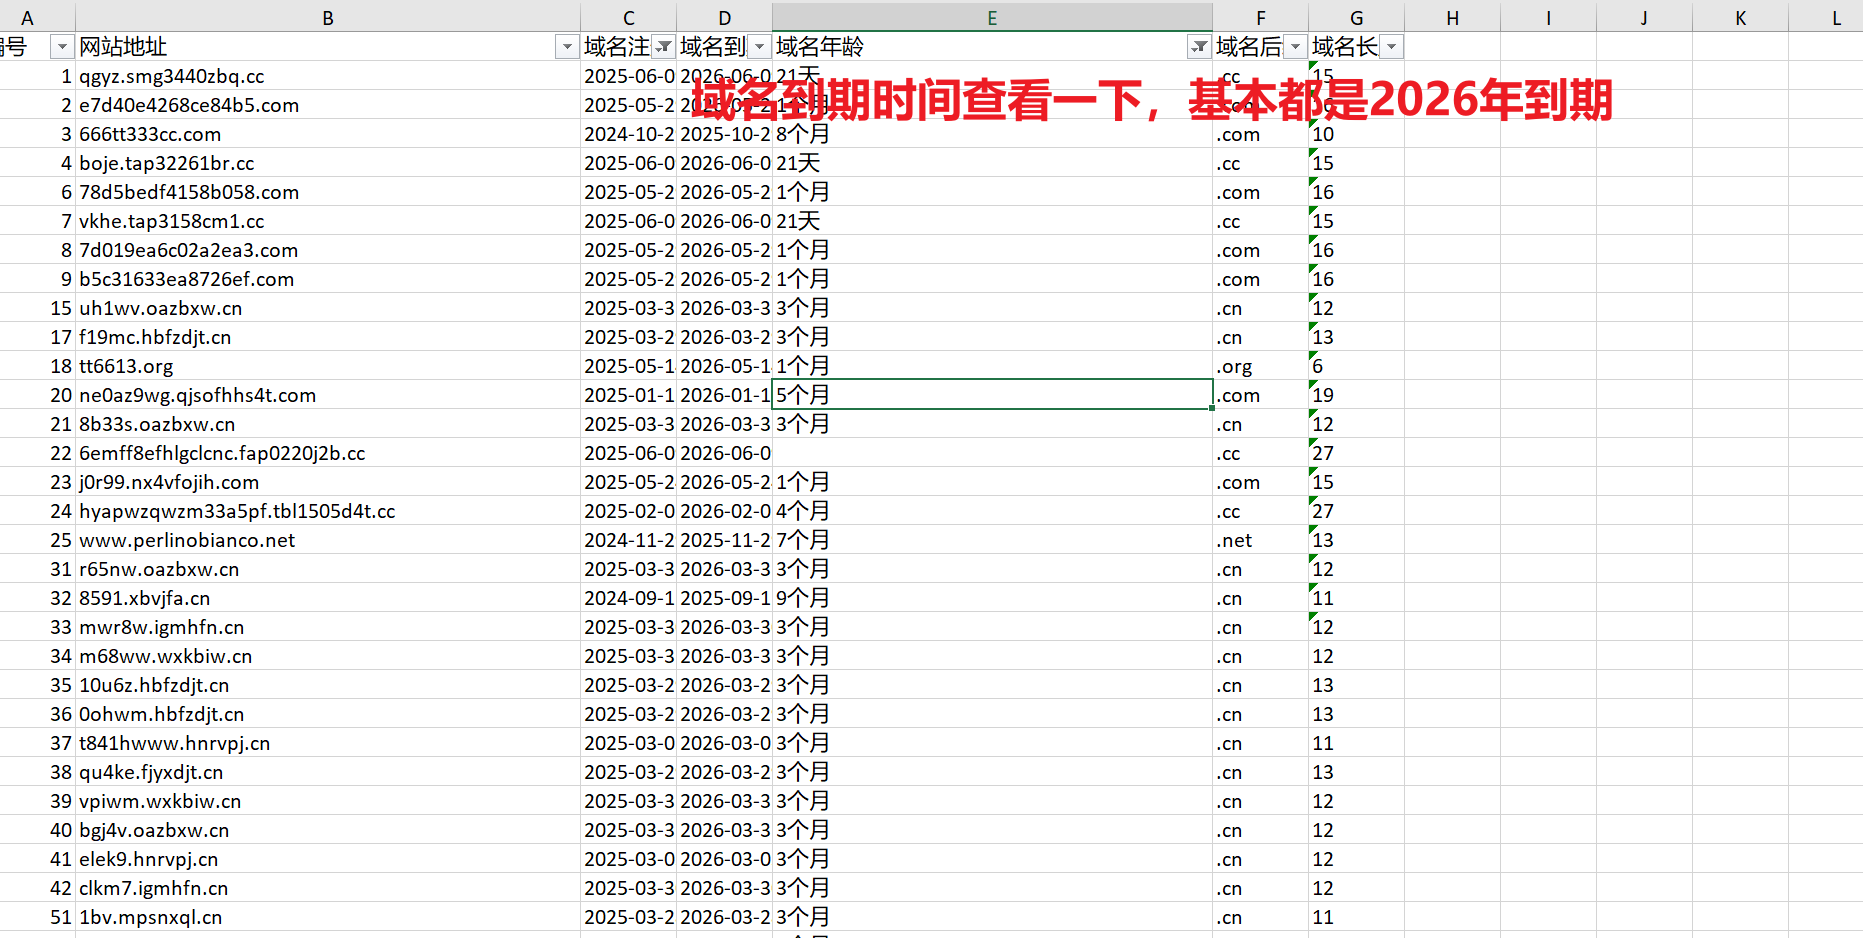 A B C D E F G H I J K L
编号 网站地址 域名注 域名到 域名年龄 域名后 域名长
域名到期时间查看一下，基本都是2026年到期
1 qgyz.smg3440zbq.cc 2025-06-0 2026-06-0 21天 .cc 15
2 e7d40e4268ce84b5.com 2025-05-2 2026-05-2 1个月 .com 16
3 666tt333cc.com 2024-10-2 2025-10-2 8个月 .com 10
4 boje.tap32261br.cc 2025-06-0 2026-06-0 21天 .cc 15
6 78d5bedf4158b058.com 2025-05-2 2026-05-2 1个月 .com 16
7 vkhe.tap3158cm1.cc 2025-06-0 2026-06-0 21天 .cc 15
8 7d019ea6c02a2ea3.com 2025-05-2 2026-05-2 1个月 .com 16
9 b5c31633ea8726ef.com 2025-05-2 2026-05-2 1个月 .com 16
15 uh1wv.oazbxw.cn 2025-03-3 2026-03-3 3个月 .cn 12
17 f19mc.hbfzdjt.cn 2025-03-2 2026-03-2 3个月 .cn 13
18 tt6613.org 2025-05-1 2026-05-1 1个月 .org 6
20 ne0az9wg.qjsofhhs4t.com 2025-01-1 2026-01-1 5个月 .com 19
21 8b33s.oazbxw.cn 2025-03-3 2026-03-3 3个月 .cn 12
22 6emff8efhlgclcnc.fap0220j2b.cc 2025-06-0 2026-06-0 .cc 27
23 j0r99.nx4vfojih.com 2025-05-2 2026-05-2 1个月 .com 15
24 hyapwzqwzm33a5pf.tbl1505d4t.cc 2025-02-0 2026-02-0 4个月 .cc 27
25 www.perlinobianco.net 2024-11-2 2025-11-2 7个月 .net 13
31 r65nw.oazbxw.cn 2025-03-3 2026-03-3 3个月 .cn 12
32 8591.xbvjfa.cn 2024-09-1 2025-09-1 9个月 .cn 11
33 mwr8w.igmhfn.cn 2025-03-3 2026-03-3 3个月 .cn 12
34 m68ww.wxkbiw.cn 2025-03-3 2026-03-3 3个月 .cn 12
35 10u6z.hbfzdjt.cn 2025-03-2 2026-03-2 3个月 .cn 13
36 0ohwm.hbfzdjt.cn 2025-03-2 2026-03-2 3个月 .cn 13
37 t841hwww.hnrvpj.cn 2025-03-0 2026-03-0 3个月 .cn 11
38 qu4ke.fjyxdjt.cn 2025-03-2 2026-03-2 3个月 .cn 13
39 vpiwm.wxkbiw.cn 2025-03-3 2026-03-3 3个月 .cn 12
40 bgj4v.oazbxw.cn 2025-03-3 2026-03-3 3个月 .cn 12
41 elek9.hnrvpj.cn 2025-03-0 2026-03-0 3个月 .cn 12
42 clkm7.igmhfn.cn 2025-03-3 2026-03-3 3个月 .cn 12
51 1bv.mpsnxql.cn 2025-03-2 2026-03-2 3个月 .cn 11